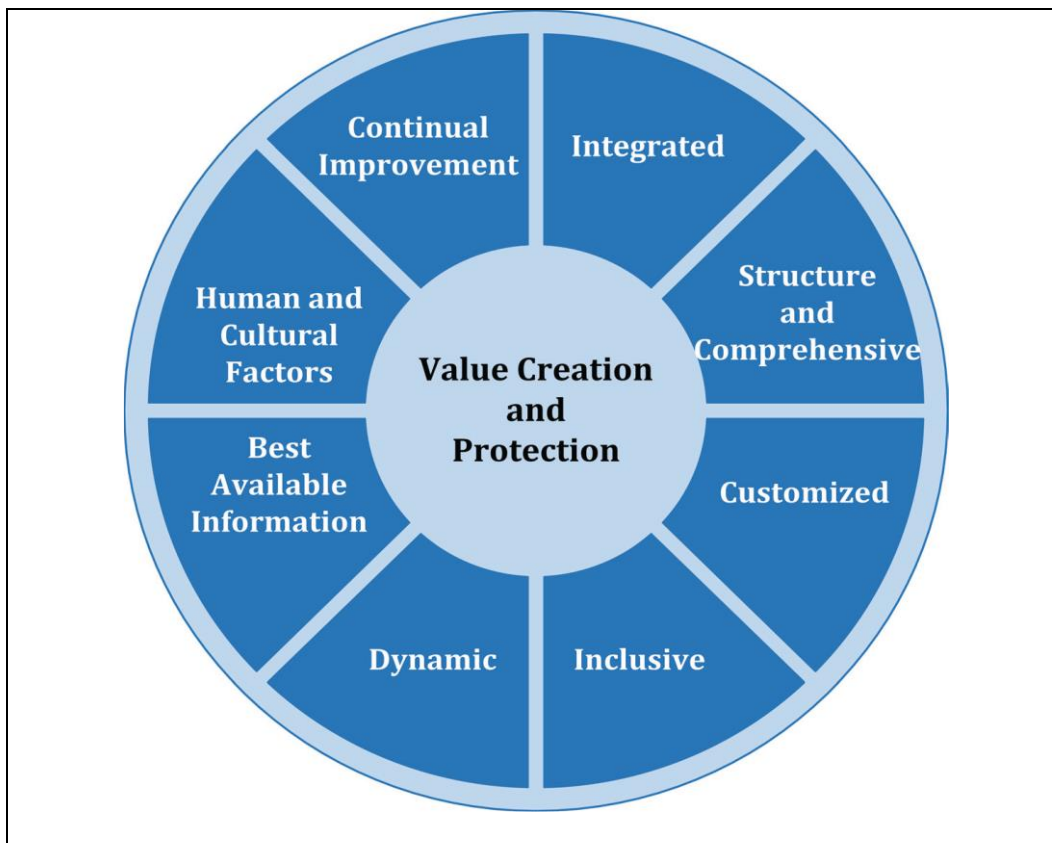 Continual
Improvement
Integrated
Structure
and
Comprehensive
Customized
Inclusive
Dynamic
Best
Available
Information
Human and
Cultural
Factors
Value Creation
and
Protection